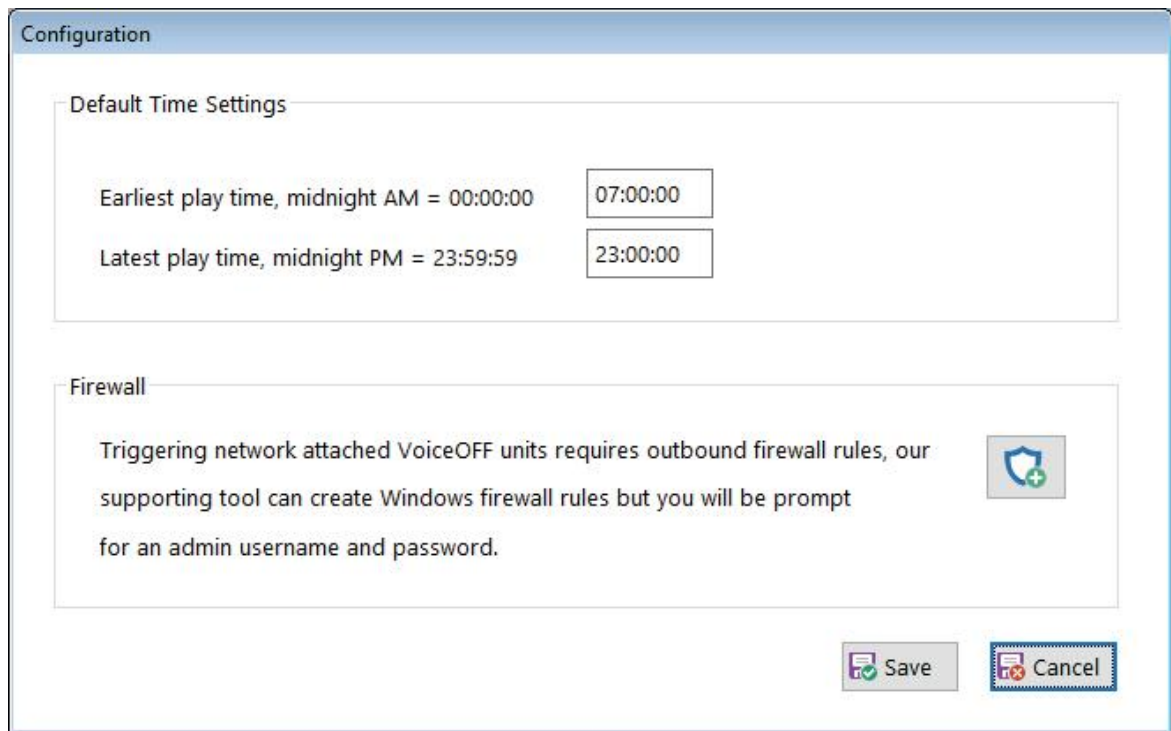 Configuration
Default Time Settings
Earliest play time, midnight AM = 00:00:00
07:00:00
Latest play time, midnight PM = 23:59:59
23:00:00
Firewall
Triggering network attached VoiceOFF units requires outbound firewall rules, our
supporting tool can create Windows firewall rules but you will be prompt
for an admin username and password.
Save
Cancel